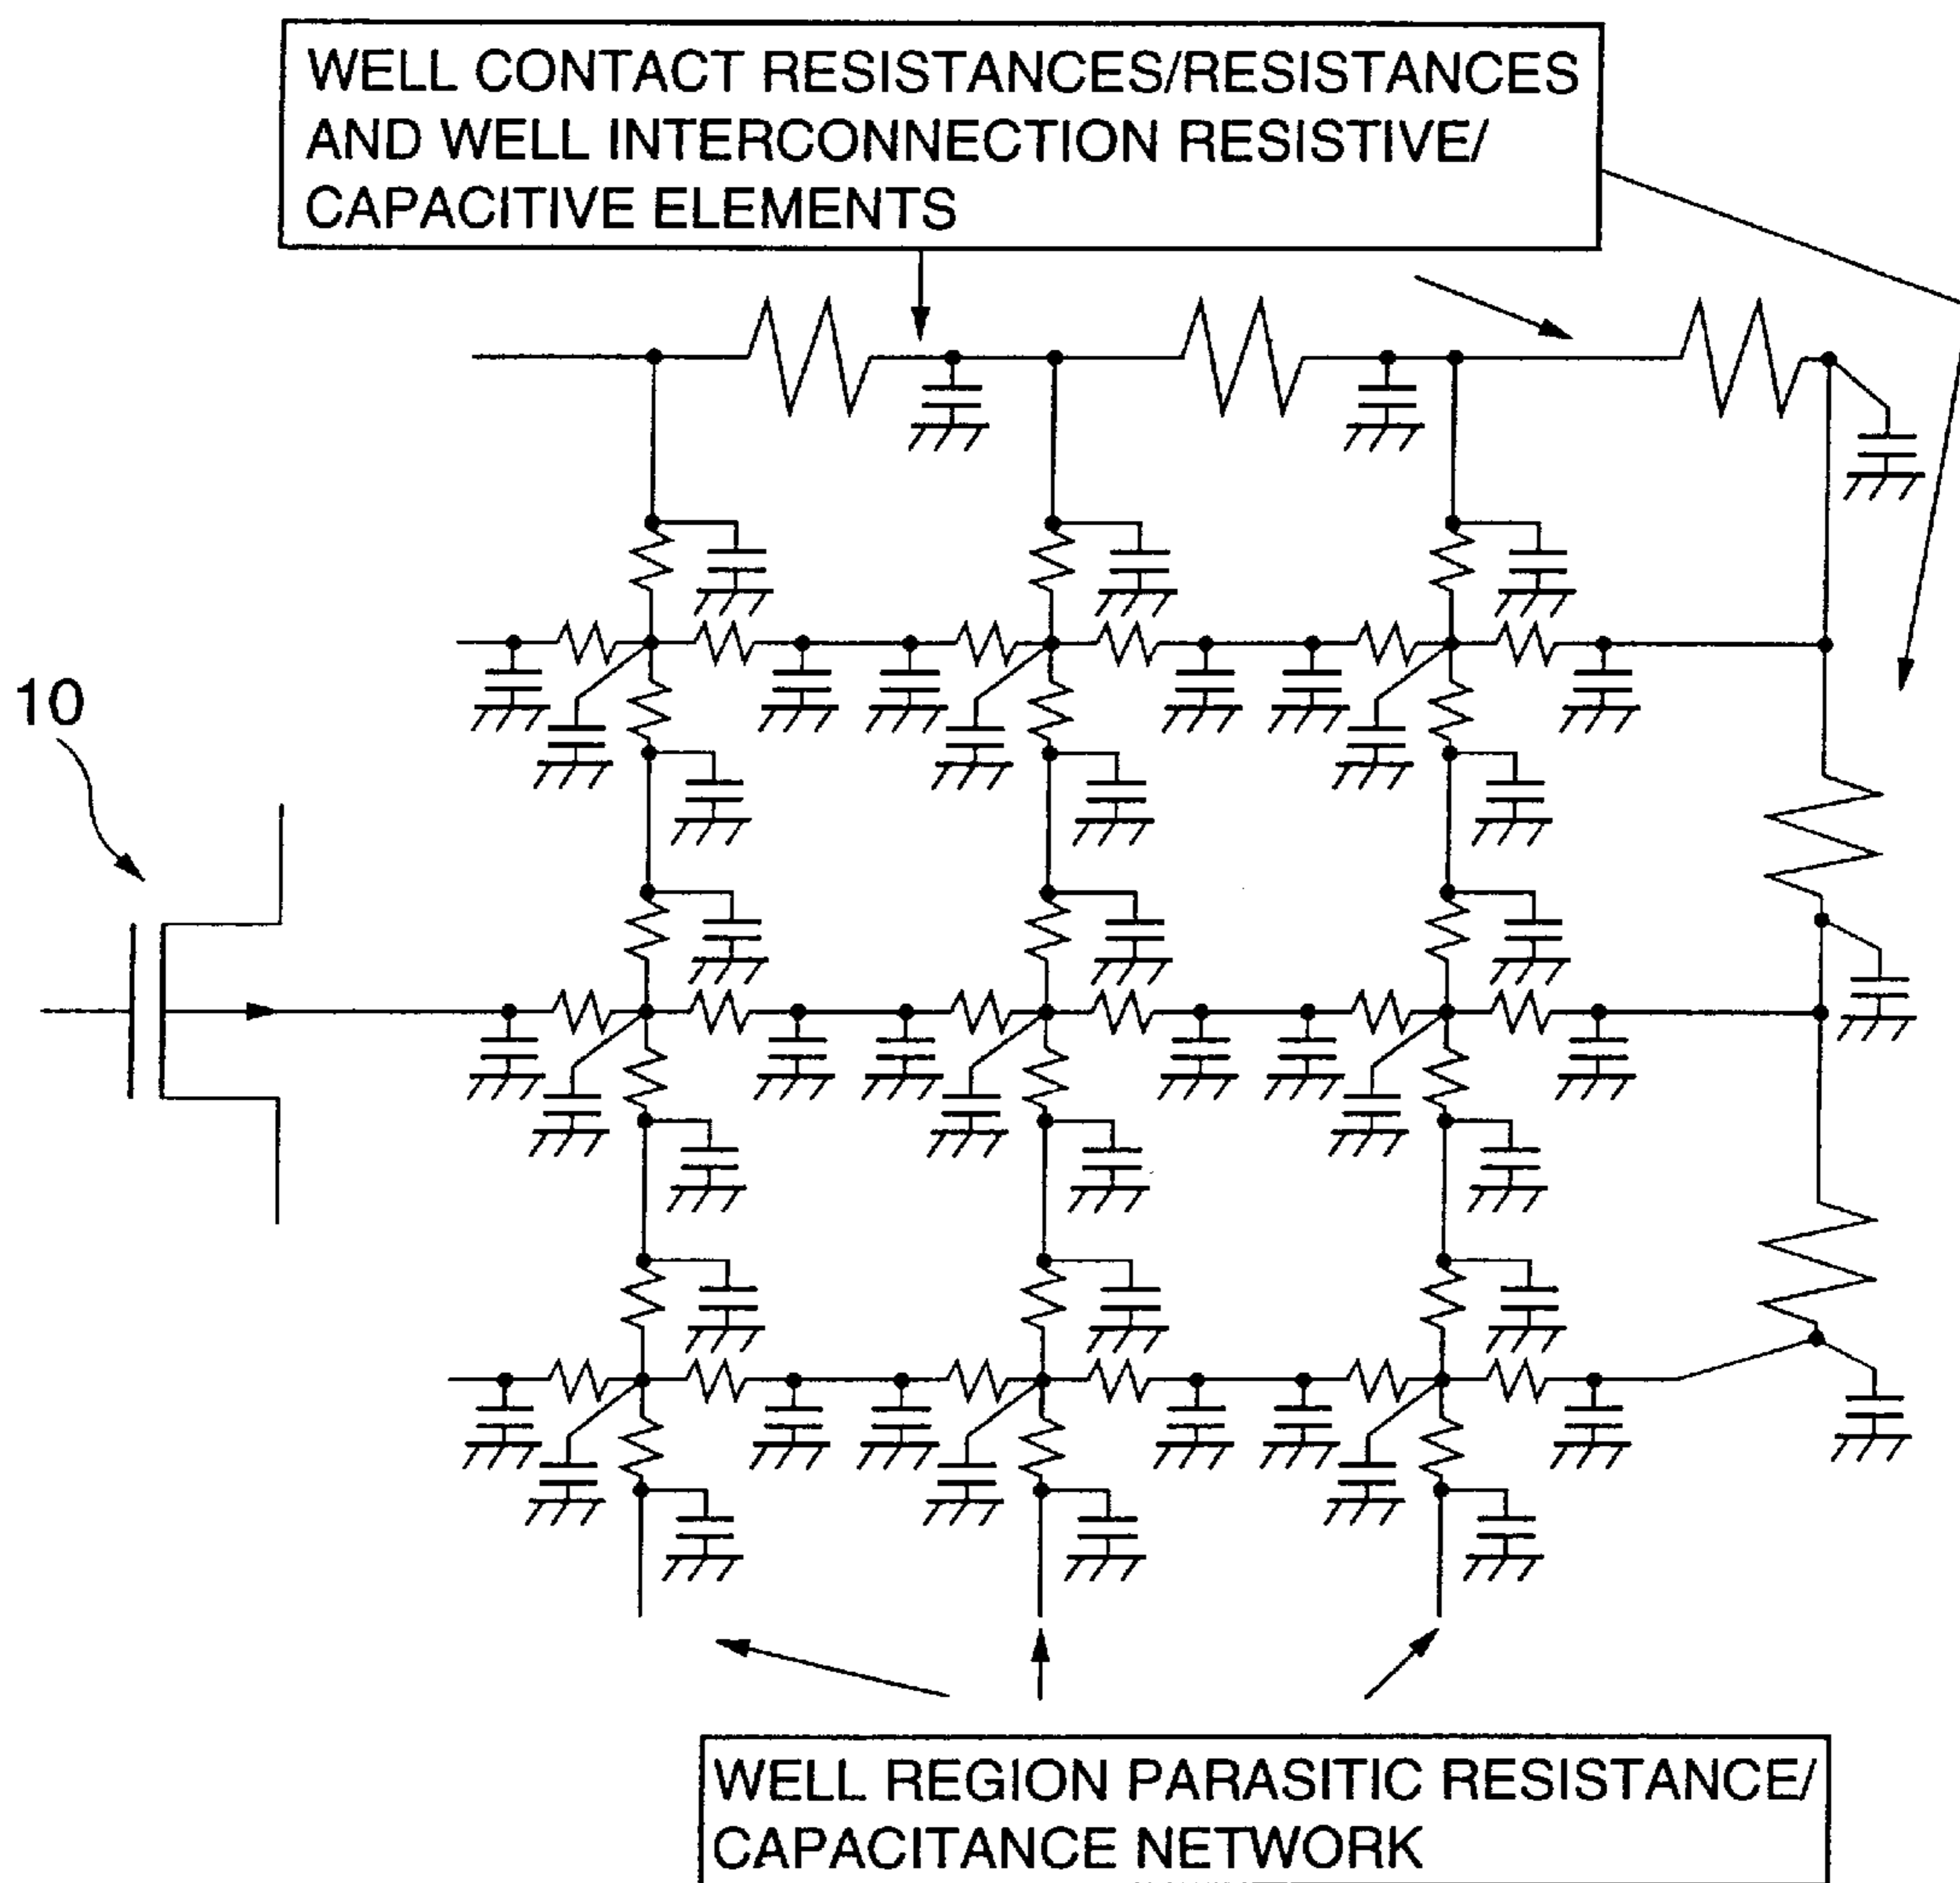 WELL CONTACT RESISTANCES/RESISTANCES
AND WELL INTERCONNECTION RESISTIVE/
CAPACITIVE ELEMENTS
10
WELL REGION PARASITIC RESISTANCE/
CAPACITANCE NETWORK